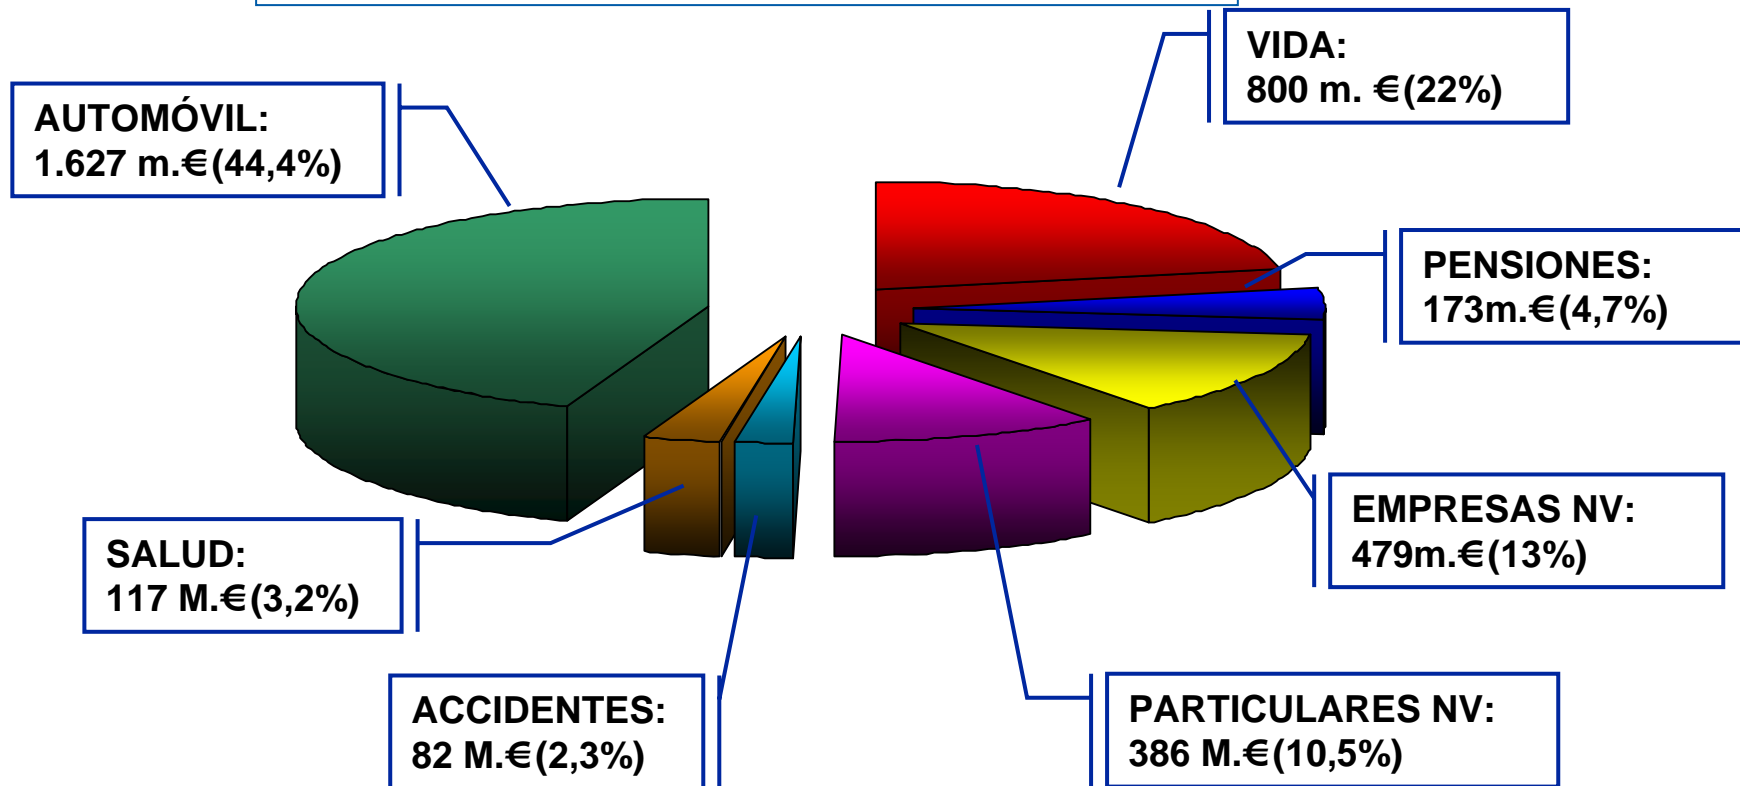 VIDA:
800 m. €(22%)
AUTOMÓVIL:
1.627 m.€(44,4%)
PENSIONES:
173m.€(4,7%)
EMPRESAS NV:
479m.€(13%)
SALUD:
117 M.€(3,2%)
ACCIDENTES:
82 M.€(2,3%)
PARTICULARES NV:
386 M.€(10,5%)